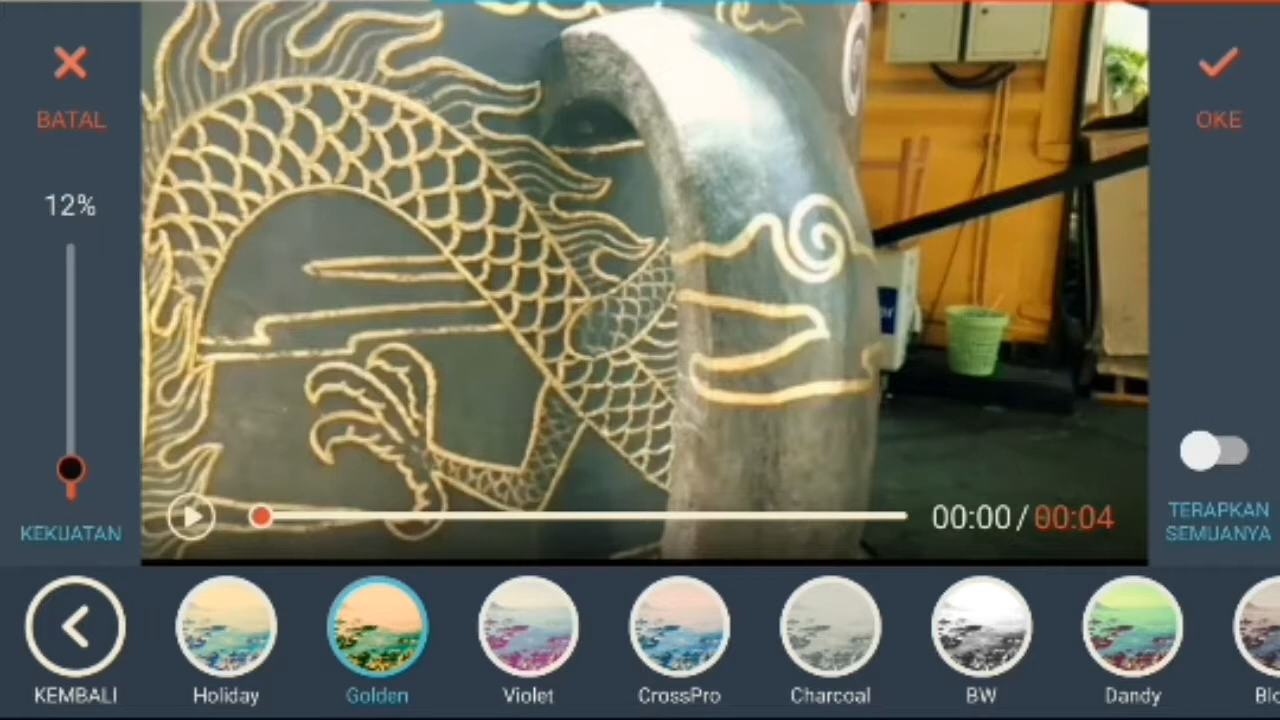 BATAL
OKE
12%
00:00/00:04
KEKUATAN
TERAPKAN
SEMUANYA
KEMBALI
Holiday
Golden
Violet
CrossPro
Charcoal
BW
Dandy